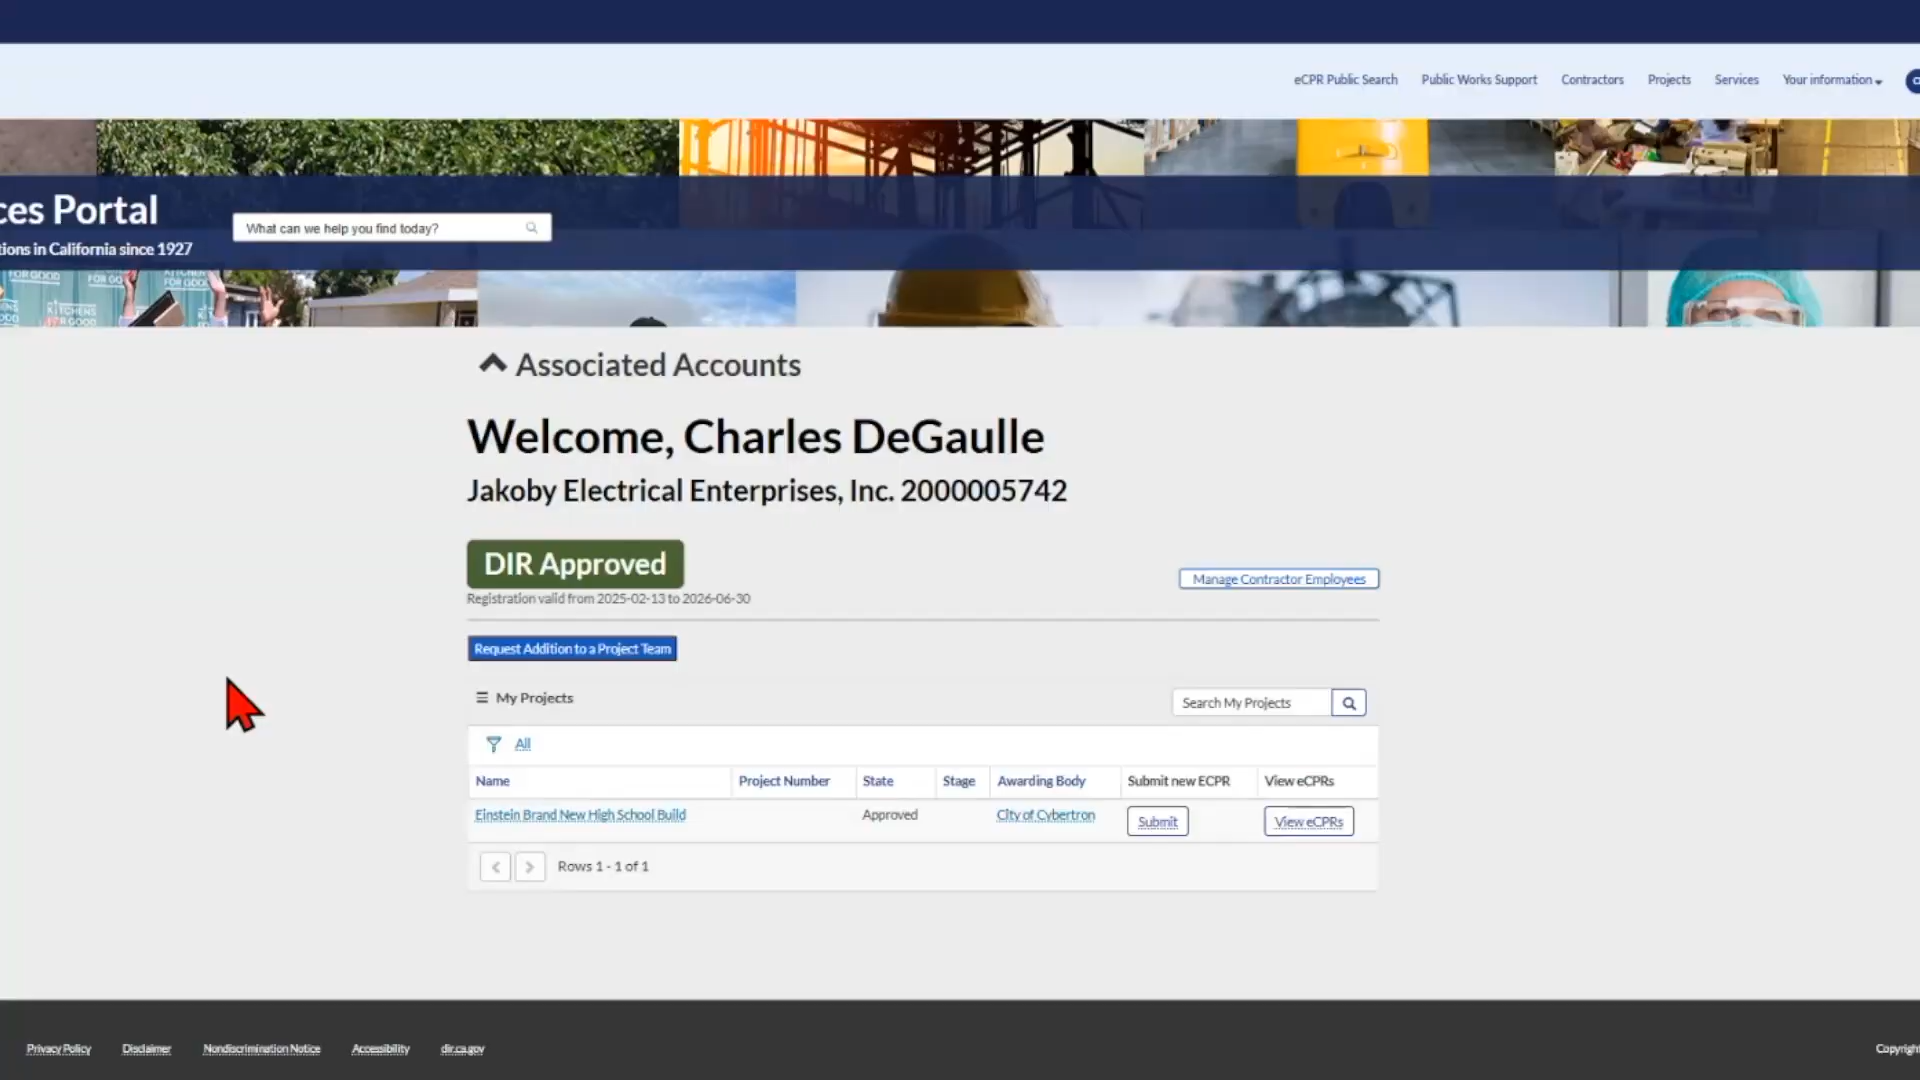 eCPR Public Search Public Works Support Contractors Projects Services Your information
ces Portal
What can we help you find today?
tions in California since 1927
FOR GOOD
KITCHENS
Associated Accounts
Welcome, Charles DeGaulle
Jakoby Electrical Enterprises, Inc. 2000005742
DIR Approved
Manage Contractor Employees
Registration valid from 2025-02-13 to 2026-06-30
Request Addition to a Project Team
My Projects
Search My Projects
All
Name Project Number State Stage Awarding Body Submit new ECPR View eCPRs
Einstein Brand New High School Build Approved City of Cybertron Submit View eCPRs
Rows 1 - 1 of 1
Privacy Policy Disclaimer Nondiscrimination Notice Accessibility dir.ca.gov Copyright